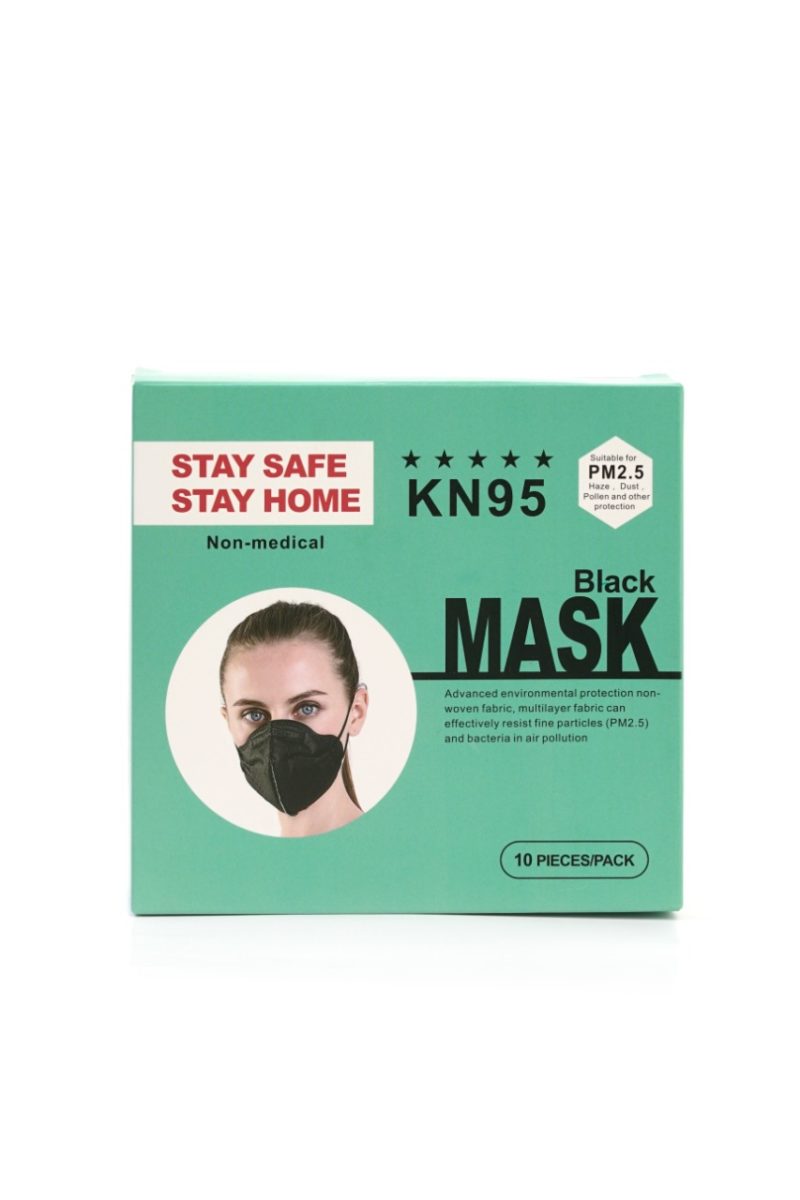 STAY SAFE
STAY HOME
Non-medical
★★★★★
KN95
Suitable for
PM2.5
Haze , Dust ,
Pollen and other
protection
Black
MASK
Advanced environmental protection non-
woven fabric, multilayer fabric can
effectively resist fine particles (PM2.5)
and bacteria in air pollution
10 PIECES/PACK